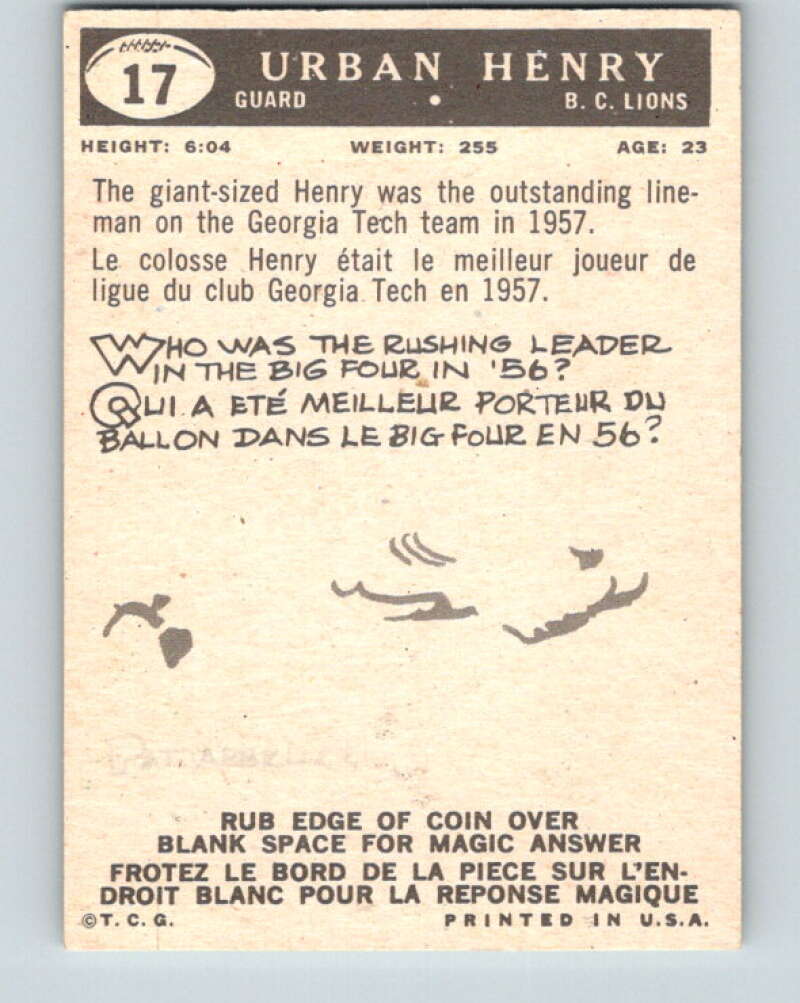 17
URBAN HENRY
GUARD • B. C. LIONS
HEIGHT: 6:04 WEIGHT: 255 AGE: 23
The giant-sized Henry was the outstanding line-
man on the Georgia Tech team in 1957.
Le colosse Henry était le meilleur joueur de
ligue du club Georgia Tech en 1957.
WHO WAS THE RUSHING LEADER
IN THE BIG FOUR IN '56?
QUI A ETÉ MEILLEUR PORTEUR DU
BALLON DANS LE BIG FOUR EN 56?
RUB EDGE OF COIN OVER
BLANK SPACE FOR MAGIC ANSWER
FROTEZ LE BORD DE LA PIECE SUR L'EN-
DROIT BLANC POUR LA REPONSE MAGIQUE
©T. C. G. PRINTED IN U.S.A.